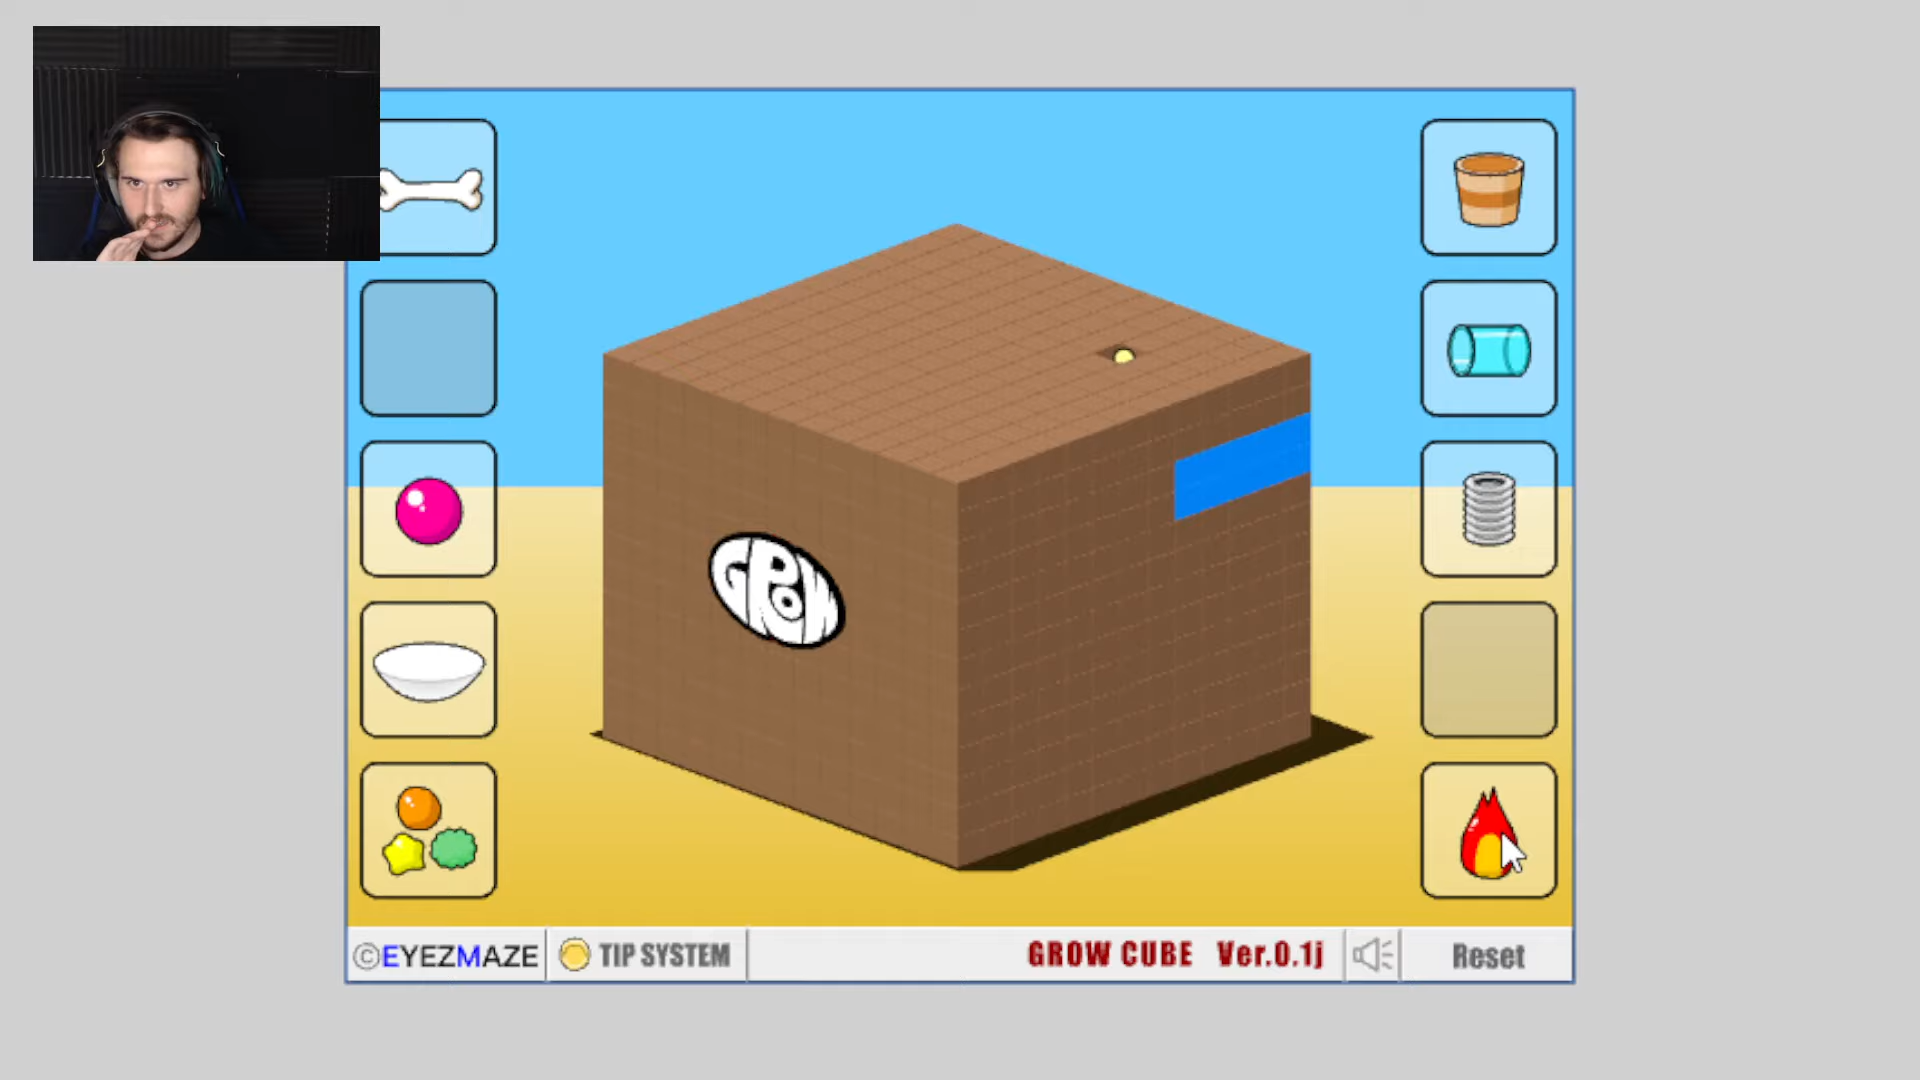 GROW
©EYEZMAZE
TIP SYSTEM
GROW CUBE Ver.0.1j
Reset